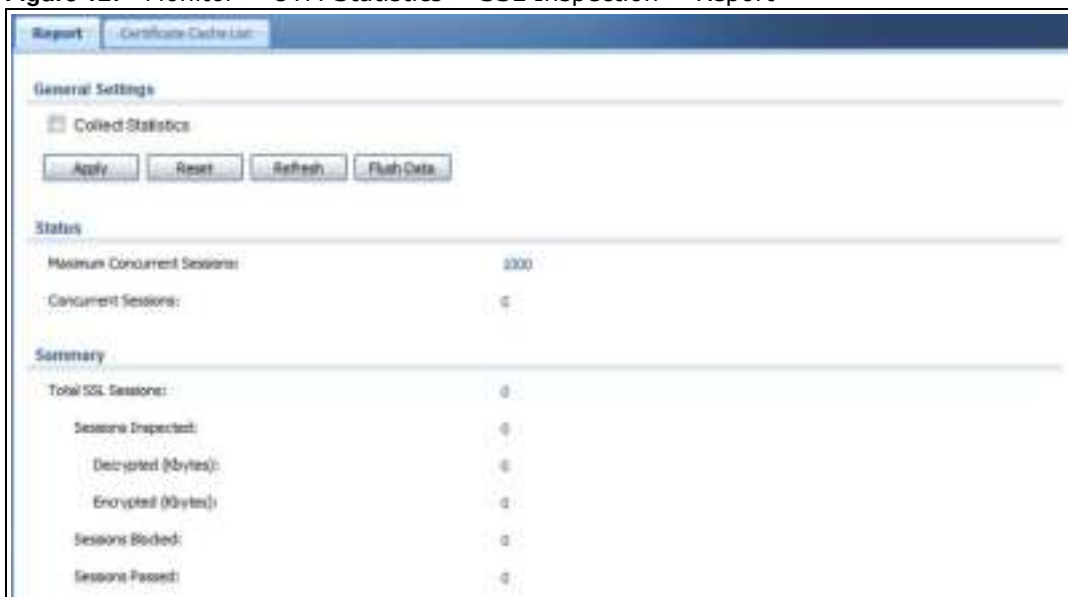 Report Certificate Cache List
General Settings
Collect Statistics
Apply Reset Refresh Flush Data
Status
Maximum Concurrent Sessions: 1000
Concurrent Sessions: 0
Summary
Total SSL Sessions: 0
Sessions Inspected: 0
Decrypted (Kbytes): 0
Encrypted (Kbytes): 0
Sessions Blocked: 0
Sessions Passed: 0